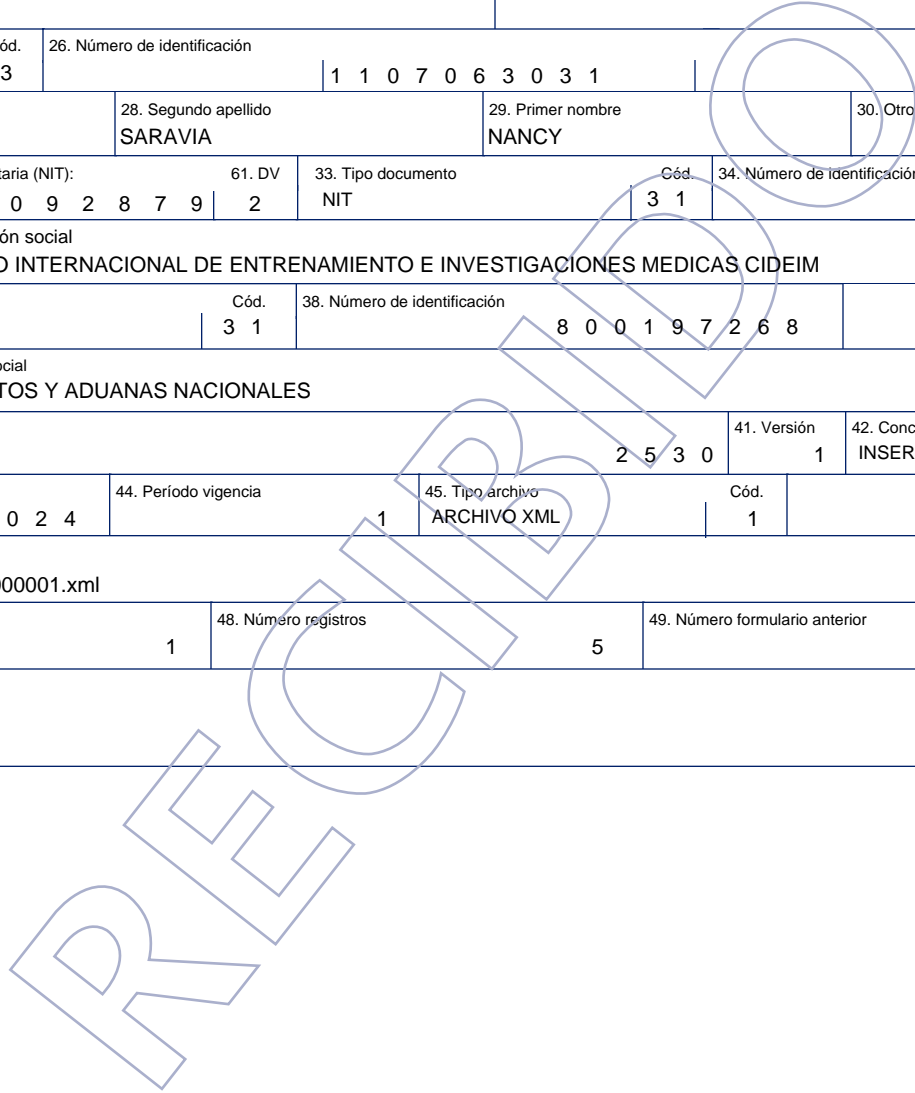 ód. 26. Número de identificación
3 1 1 0 7 0 6 3 0 3 1
28. Segundo apellido 29. Primer nombre 30. Otro
SARAVIA NANCY
taria (NIT): 61. DV 33. Tipo documento Cód. 34. Número de identificación
0 9 2 8 7 9 2 NIT 3 1
ón social
O INTERNACIONAL DE ENTRENAMIENTO E INVESTIGACIONES MEDICAS CIDEIM
Cód. 38. Número de identificación
3 1 8 0 0 1 9 7 2 6 8
ocial
TOS Y ADUANAS NACIONALES
41. Versión 42. Conc
2 5 3 0 1 INSER
44. Período vigencia 45. Tipo archivo Cód.
0 2 4 1 ARCHIVO XML 1
000001.xml
48. Número registros 49. Número formulario anterior
1 5
RECIBIDO